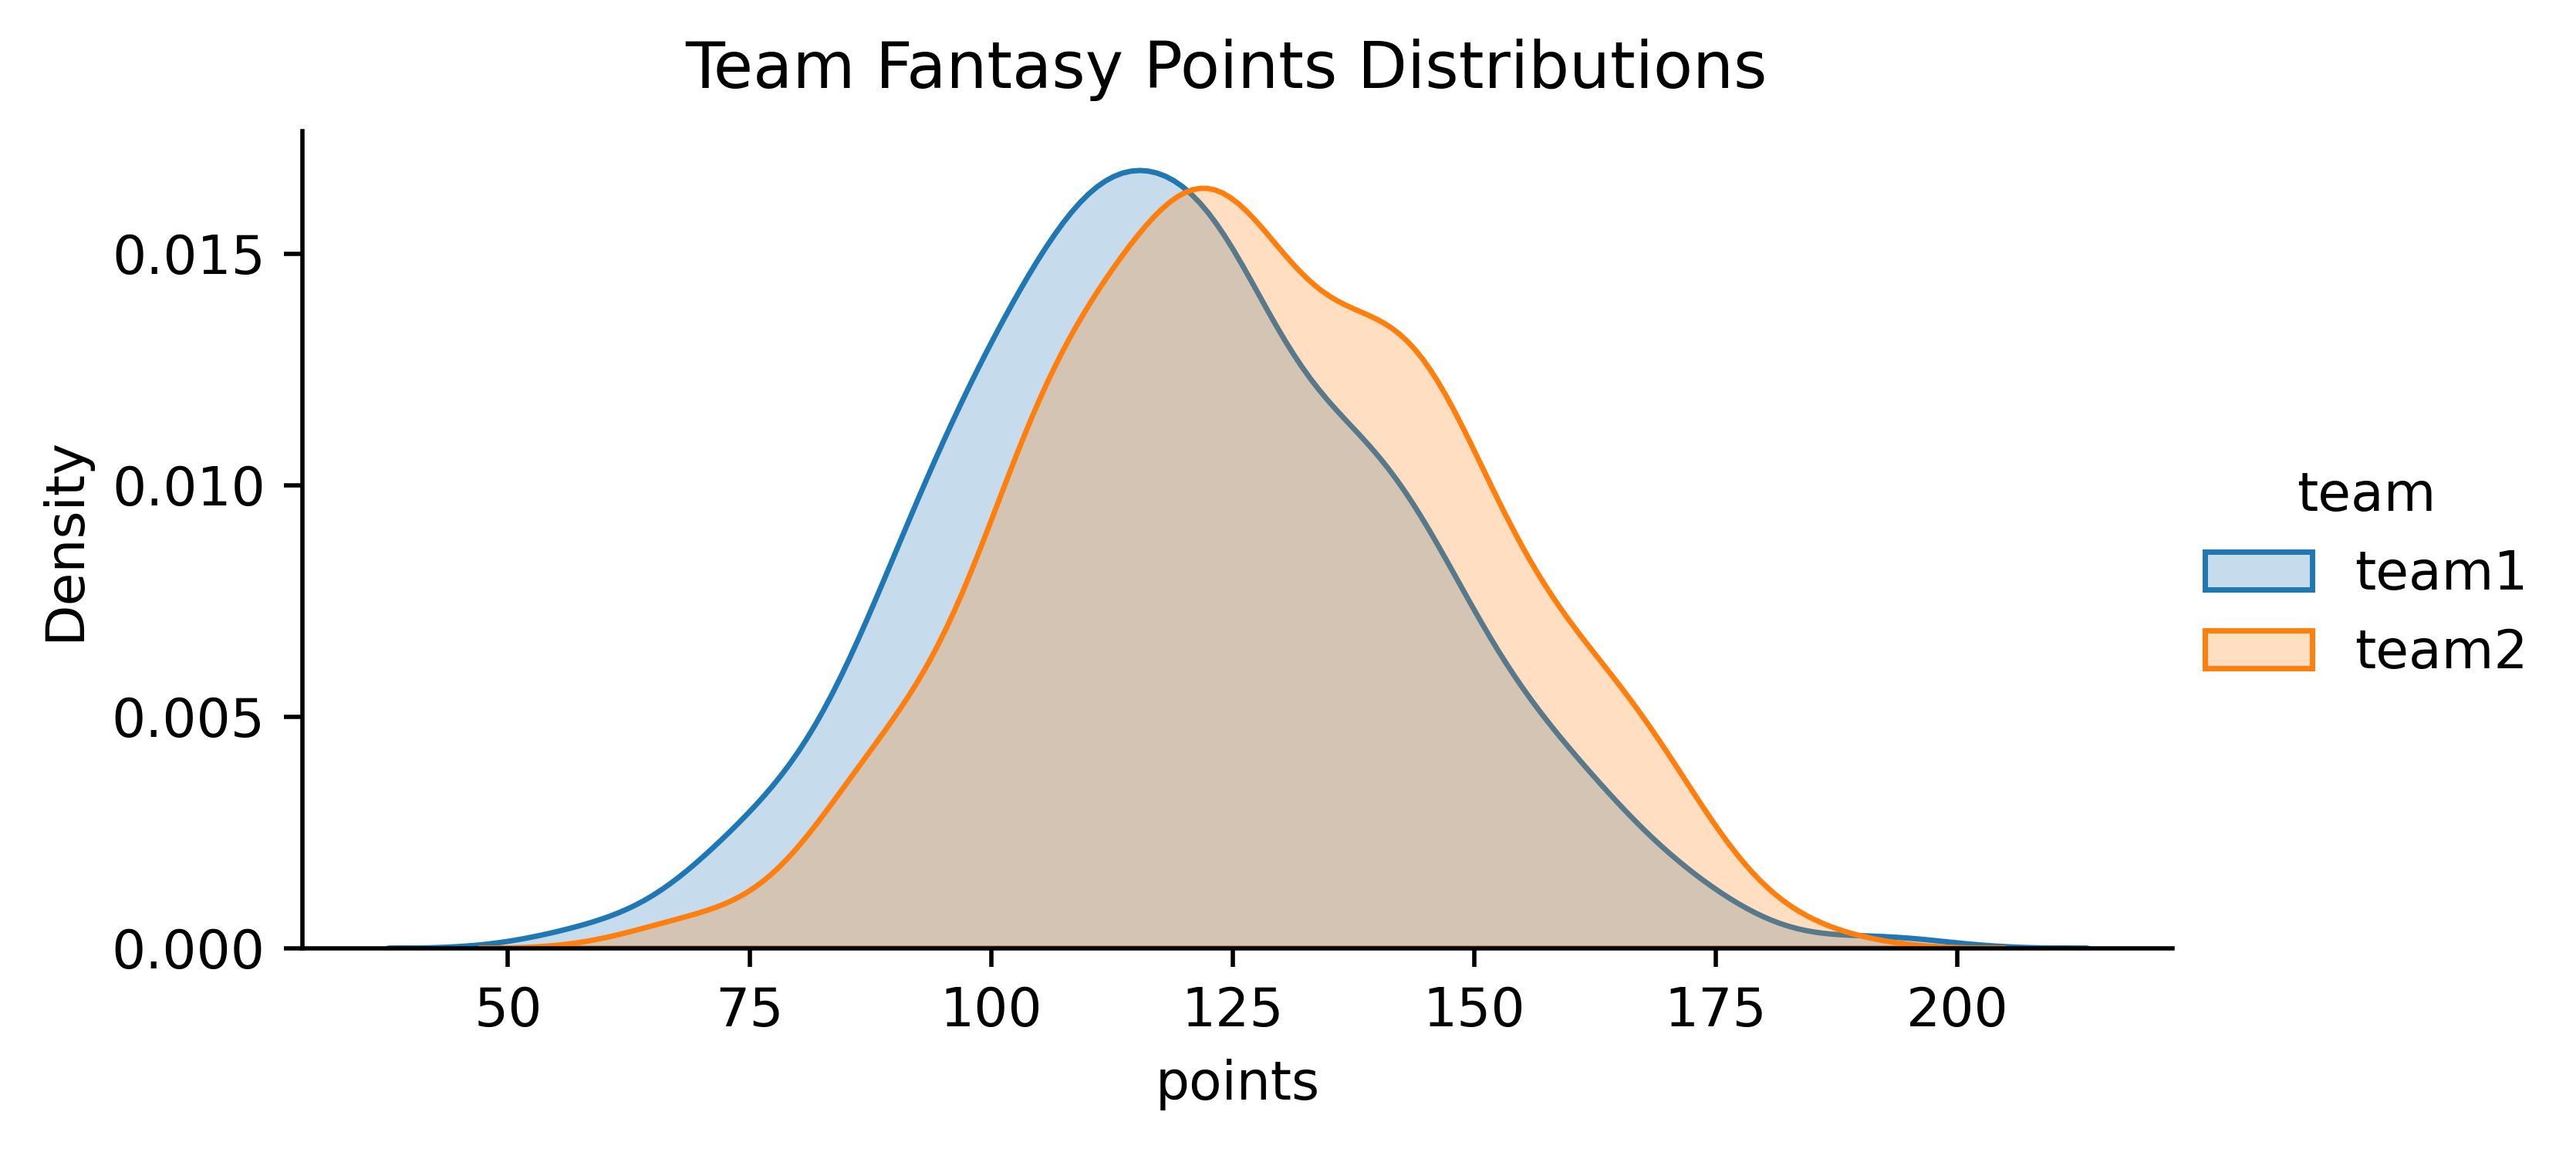 Team Fantasy Points Distributions
Density
0.015
0.010
0.005
0.000
50 75 100 125 150 175 200
points
team
team1
team2